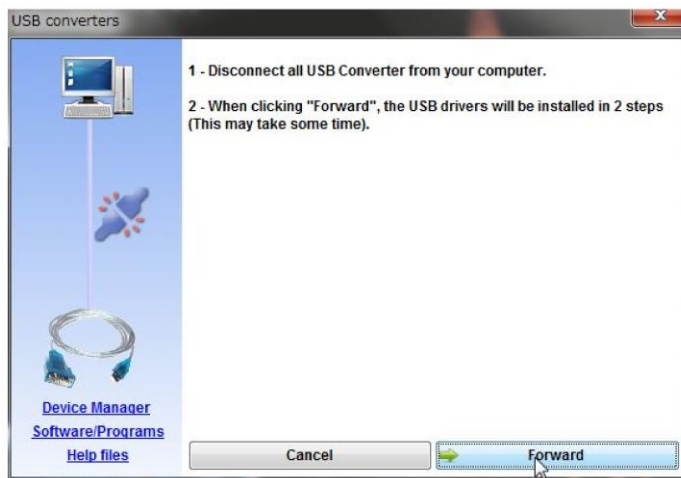 USB converters
1 - Disconnect all USB Converter from your computer.
2 - When clicking "Forward", the USB drivers will be installed in 2 steps
(This may take some time).
Device Manager
Software/Programs
Help files
Cancel
Forward